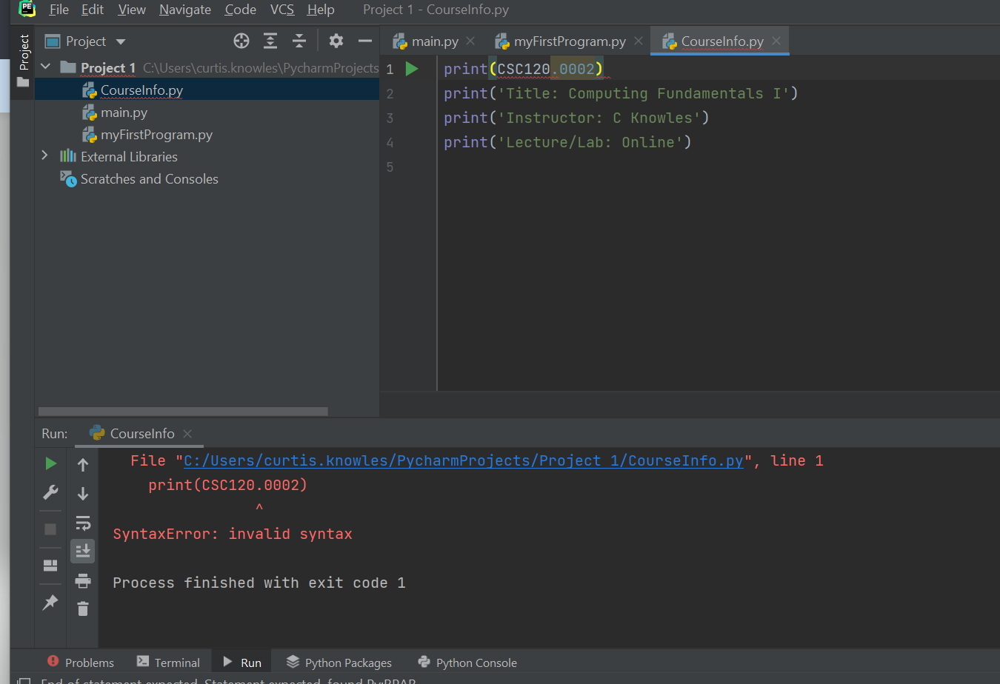 PE File Edit View Navigate Code VCS Help Project 1 - CourseInfo.py
Project
Project
main.py myFirstProgram.py CourseInfo.py
Project 1 C:\Users\curtis.knowles\PycharmProjects
CourseInfo.py
main.py
myFirstProgram.py
External Libraries
Scratches and Consoles
1 print(CSC120.0002)
2 print('Title: Computing Fundamentals I')
3 print('Instructor: C Knowles')
4 print('Lecture/Lab: Online')
5
Run: CourseInfo
File "C:/Users/curtis.knowles/PycharmProjects/Project 1/CourseInfo.py", line 1
print(CSC120.0002)
^
SyntaxError: invalid syntax
Process finished with exit code 1
Problems Terminal Run Python Packages Python Console
End of statement expected. Statement expected, found Py:RPAR